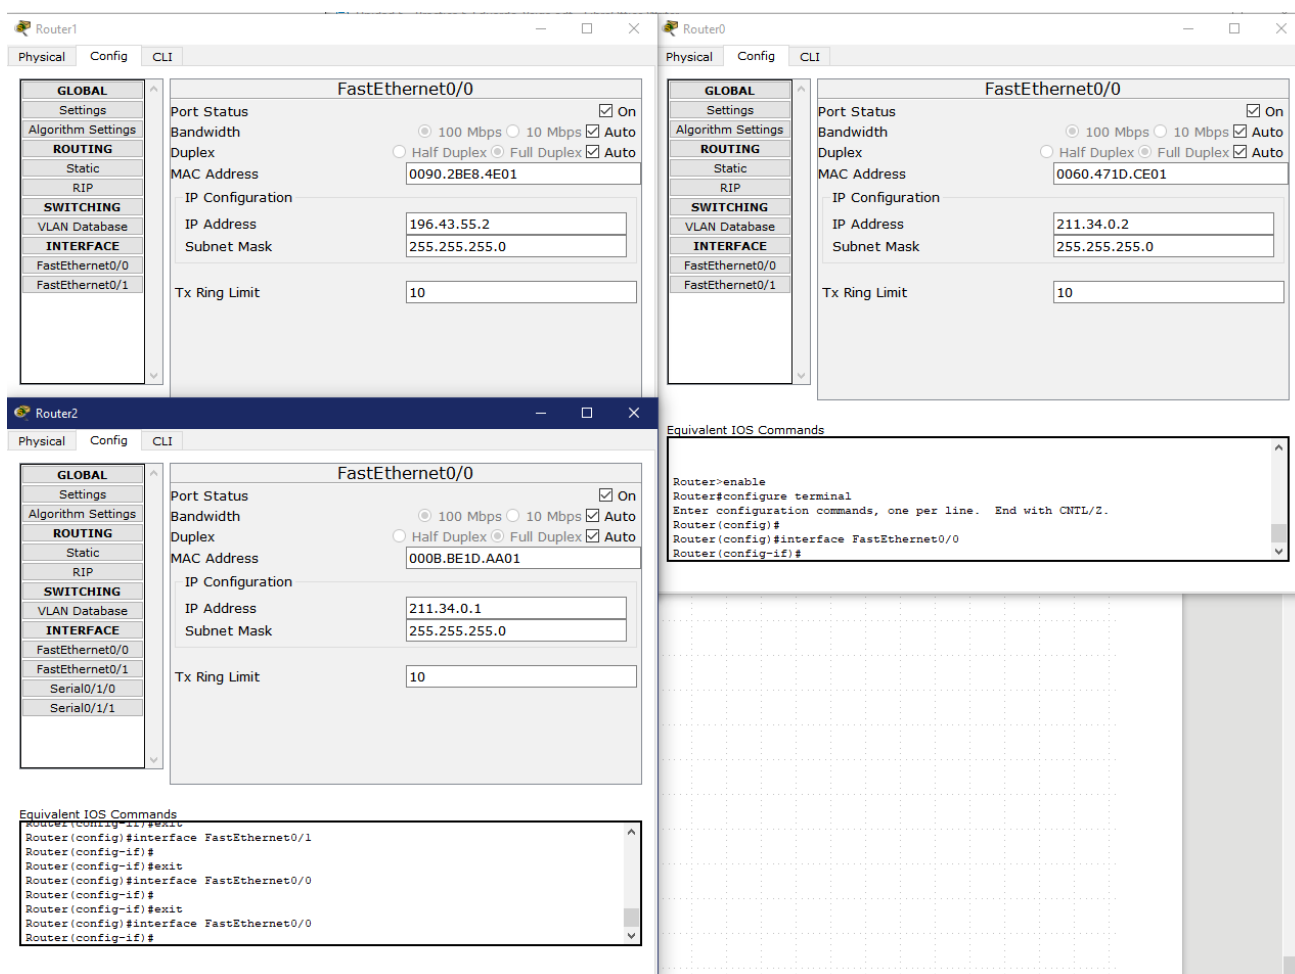 Router1
Physical Config CLI
GLOBAL
Settings
Algorithm Settings
ROUTING
Static
RIP
SWITCHING
VLAN Database
INTERFACE
FastEthernet0/0
FastEthernet0/1
FastEthernet0/0
Port Status On
Bandwidth 100 Mbps 10 Mbps Auto
Duplex Half Duplex Full Duplex Auto
MAC Address 0090.2BE8.4E01
IP Configuration
IP Address 196.43.55.2
Subnet Mask 255.255.255.0
Tx Ring Limit 10
Router0
Physical Config CLI
GLOBAL
Settings
Algorithm Settings
ROUTING
Static
RIP
SWITCHING
VLAN Database
INTERFACE
FastEthernet0/0
FastEthernet0/1
FastEthernet0/0
Port Status On
Bandwidth 100 Mbps 10 Mbps Auto
Duplex Half Duplex Full Duplex Auto
MAC Address 0060.471D.CE01
IP Configuration
IP Address 211.34.0.2
Subnet Mask 255.255.255.0
Tx Ring Limit 10
Equivalent IOS Commands
Router>enable
Router#configure terminal
Enter configuration commands, one per line. End with CNTL/Z.
Router(config)#
Router(config)#interface FastEthernet0/0
Router(config-if)#
Router2
Physical Config CLI
GLOBAL
Settings
Algorithm Settings
ROUTING
Static
RIP
SWITCHING
VLAN Database
INTERFACE
FastEthernet0/0
FastEthernet0/1
Serial0/1/0
Serial0/1/1
FastEthernet0/0
Port Status On
Bandwidth 100 Mbps 10 Mbps Auto
Duplex Half Duplex Full Duplex Auto
MAC Address 000B.BE1D.AA01
IP Configuration
IP Address 211.34.0.1
Subnet Mask 255.255.255.0
Tx Ring Limit 10
Equivalent IOS Commands
Router(config-if)#exit
Router(config)#interface FastEthernet0/1
Router(config-if)#
Router(config-if)#exit
Router(config)#interface FastEthernet0/0
Router(config-if)#
Router(config-if)#exit
Router(config)#interface FastEthernet0/0
Router(config-if)#